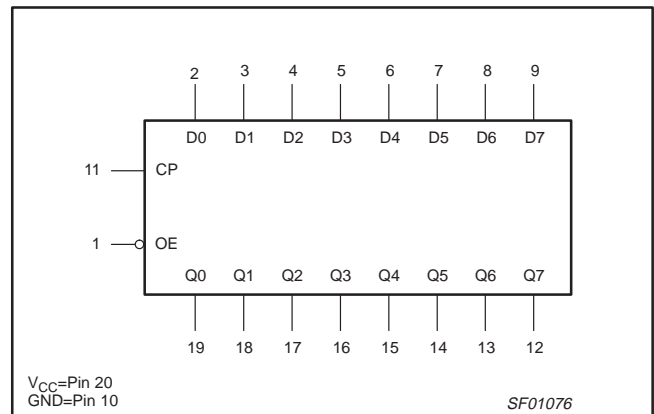 2 3 4 5 6 7 8 9
D0 D1 D2 D3 D4 D5 D6 D7
11 CP
1 OE
Q0 Q1 Q2 Q3 Q4 Q5 Q6 Q7
19 18 17 16 15 14 13 12
VCC=Pin 20
GND=Pin 10
SF01076